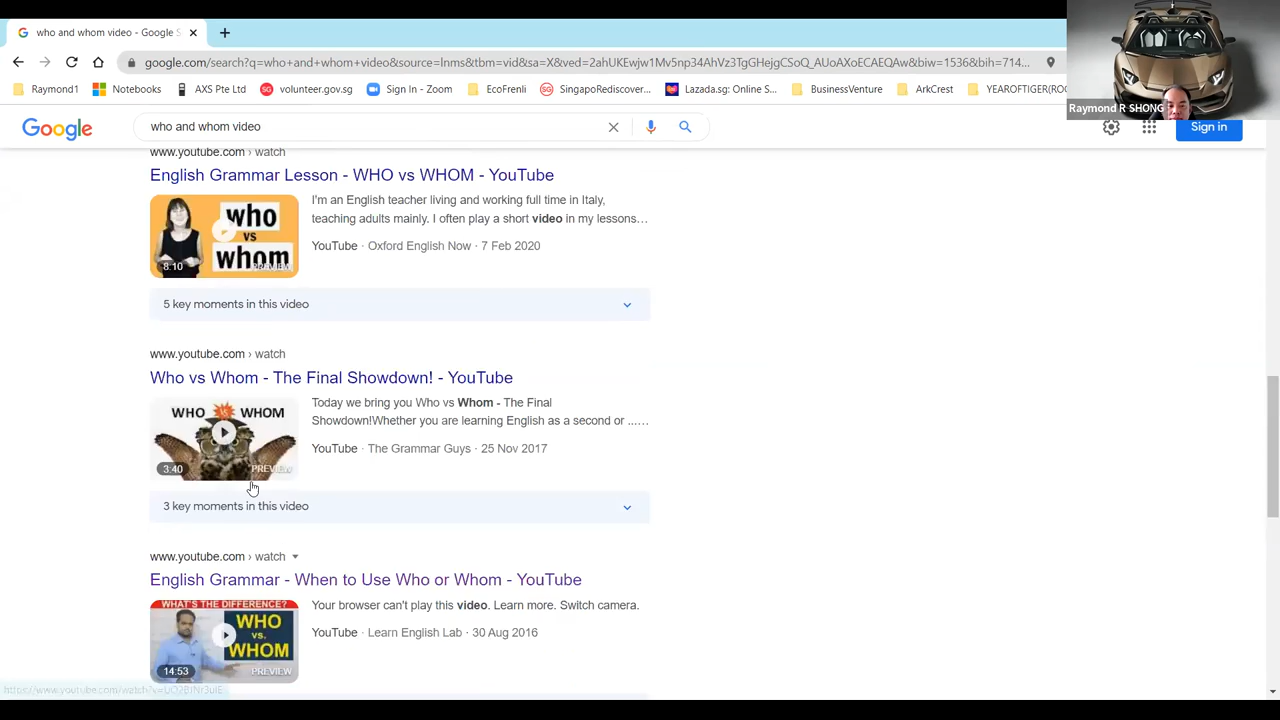 who and whom video - Google S
google.com/search?q=who+and+whom+video&source=lnms&tbm=vid&sa=X&ved=2ahUKEwjw1Mv5np34AhVz3TgGHejgCSoQ_AUoAXoECAEQAw&biw=1536&bih=714...
Raymond1
Notebooks
AXS Pte Ltd
volunteer.gov.sg
Sign In - Zoom
EcoFrenli
SingapoRediscover...
Lazada.sg: Online S...
BusinessVenture
ArkCrest
YEAROFTIGER(ROC
Raymond R SHONG
Google
who and whom video
Sign in
www.youtube.com › watch
English Grammar Lesson - WHO vs WHOM - YouTube
who
vs
whom
8:10
PREVIEW
I'm an English teacher living and working full time in Italy,
teaching adults mainly. I often play a short video in my lessons...
YouTube · Oxford English Now · 7 Feb 2020
5 key moments in this video
www.youtube.com › watch
Who vs Whom - The Final Showdown! - YouTube
WHO VS WHOM
3:40
PREVIEW
Today we bring you Who vs Whom - The Final
Showdown!Whether you are learning English as a second or ......
YouTube · The Grammar Guys · 25 Nov 2017
3 key moments in this video
www.youtube.com › watch
English Grammar - When to Use Who or Whom - YouTube
WHAT'S THE DIFFERENCE?
WHO
vs.
WHOM
14:53
PREVIEW
Your browser can't play this video. Learn more. Switch camera.
YouTube · Learn English Lab · 30 Aug 2016